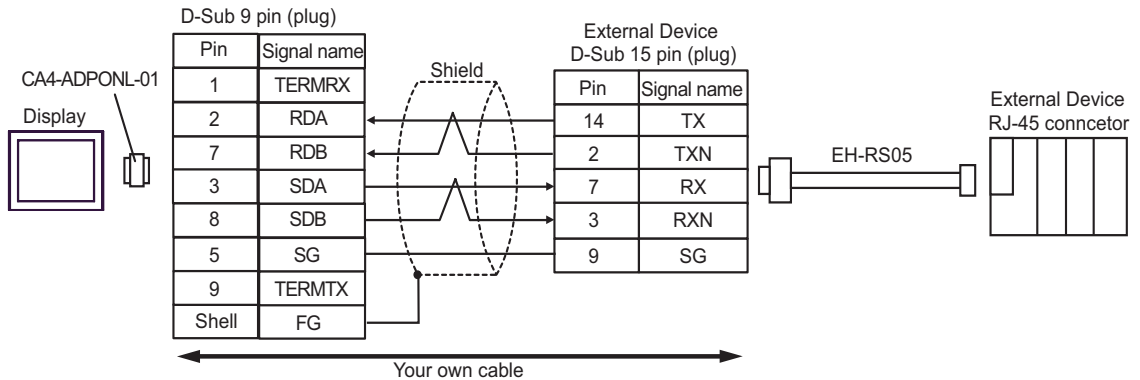 D-Sub 9 pin (plug)
Pin Signal name
1 TERMRX
2 RDA
7 RDB
3 SDA
8 SDB
5 SG
9 TERMTX
Shell FG
CA4-ADPONL-01
Display
Shield
External Device
D-Sub 15 pin (plug)
Pin Signal name
14 TX
2 TXN
7 RX
3 RXN
9 SG
EH-RS05
External Device
RJ-45 conncetor
Your own cable